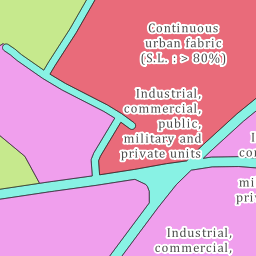 Continuous
urban fabric
(S.L. : > 80%)
Industrial,
commercial,
public,
military and
private units
Industrial,
commercial,